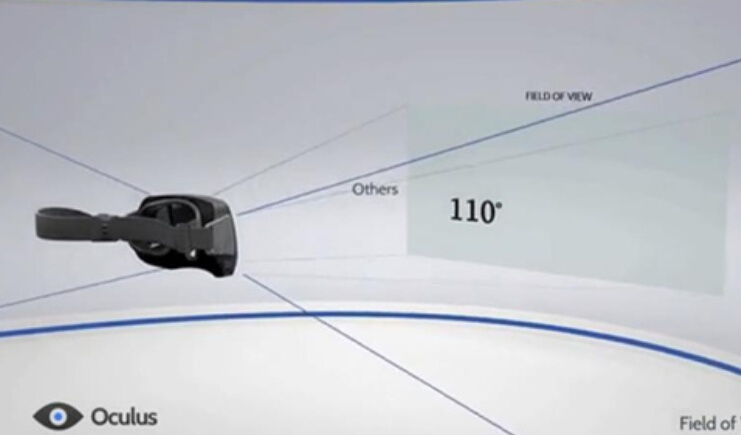 FIELD OF VIEW
Others
110°
Oculus
Field of